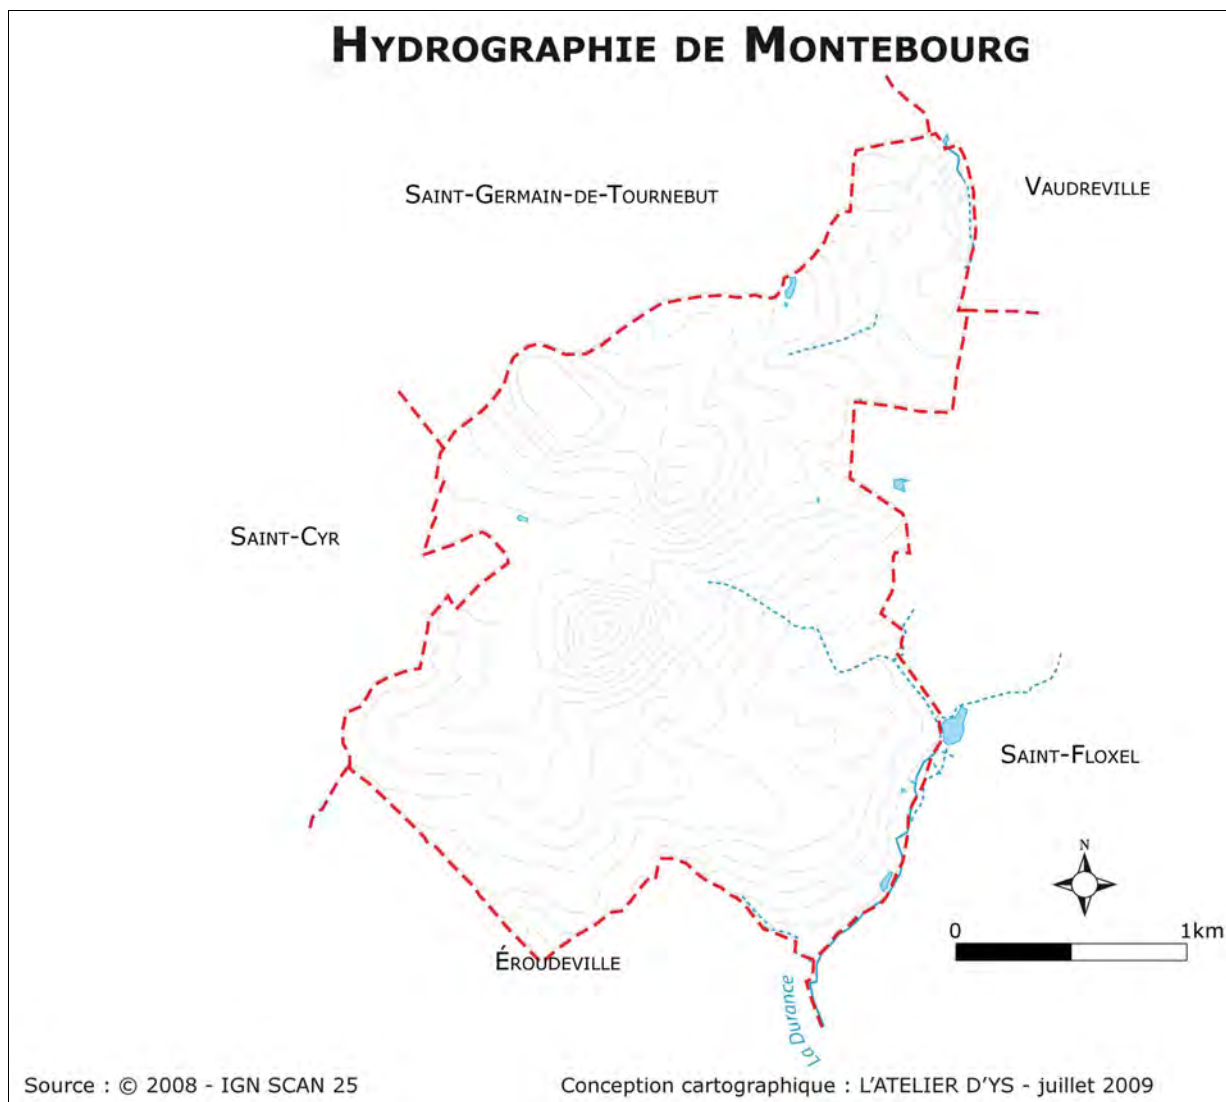 HYDROGRAPHIE DE MONTEBOURG
SAINT-GERMAIN-DE-TOURNEBUT
VAUDREVILLE
SAINT-CYR
SAINT-FLOXEL
N
0 1km
ÉROUDEVILLE
La Durance
Source : © 2008 - IGN SCAN 25
Conception cartographique : L'ATELIER D'YS - juillet 2009